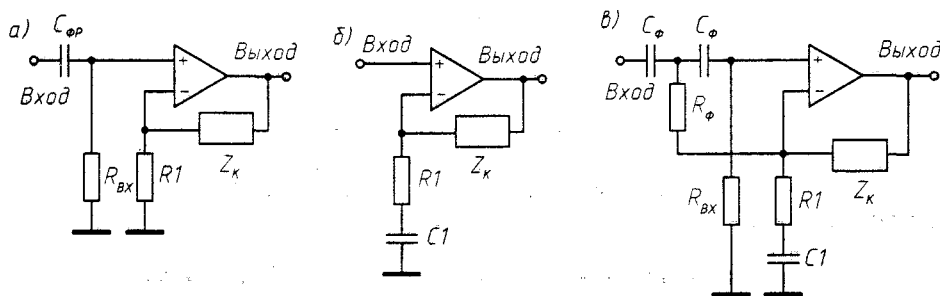 а)
C_ФР
Вход
+
−
Выход
Z_К
R_ВХ
R1
б)
Вход
+
−
Выход
Z_К
R1
C1
в)
C_Ф
C_Ф
Вход
R_Ф
+
−
Выход
Z_К
R_ВХ
R1
C1